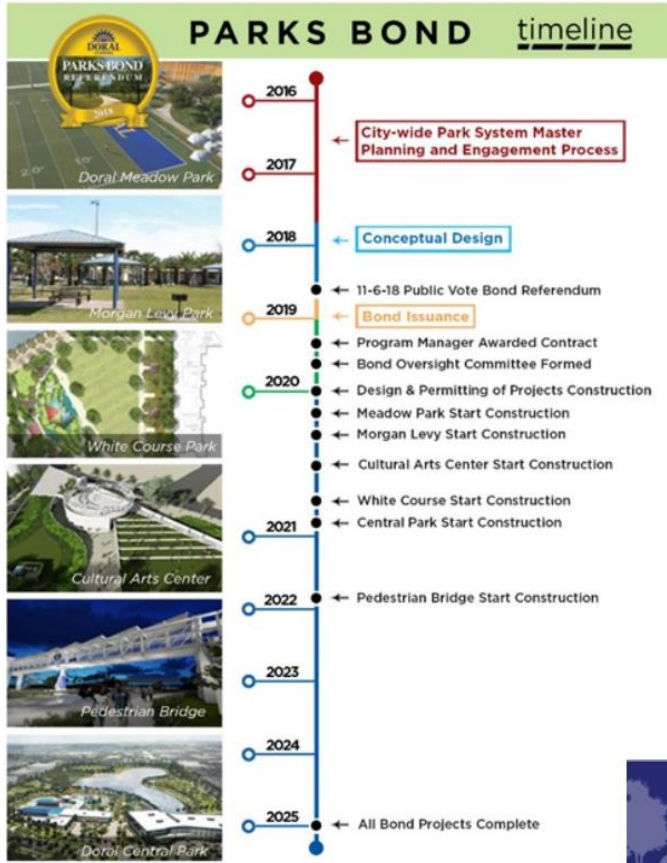 PARKS BOND timeline
DORAL
PARKS BOND
REFERENDUM
2018
Doral Meadow Park
Morgan Levy Park
White Course Park
Cultural Arts Center
Pedestrian Bridge
Doral Central Park
2016
City-wide Park System Master
Planning and Engagement Process
2017
2018
Conceptual Design
11-6-18 Public Vote Bond Referendum
2019
Bond Issuance
Program Manager Awarded Contract
Bond Oversight Committee Formed
2020
Design & Permitting of Projects Construction
Meadow Park Start Construction
Morgan Levy Start Construction
Cultural Arts Center Start Construction
White Course Start Construction
Central Park Start Construction
2021
Pedestrian Bridge Start Construction
2022
2023
2024
2025
All Bond Projects Complete